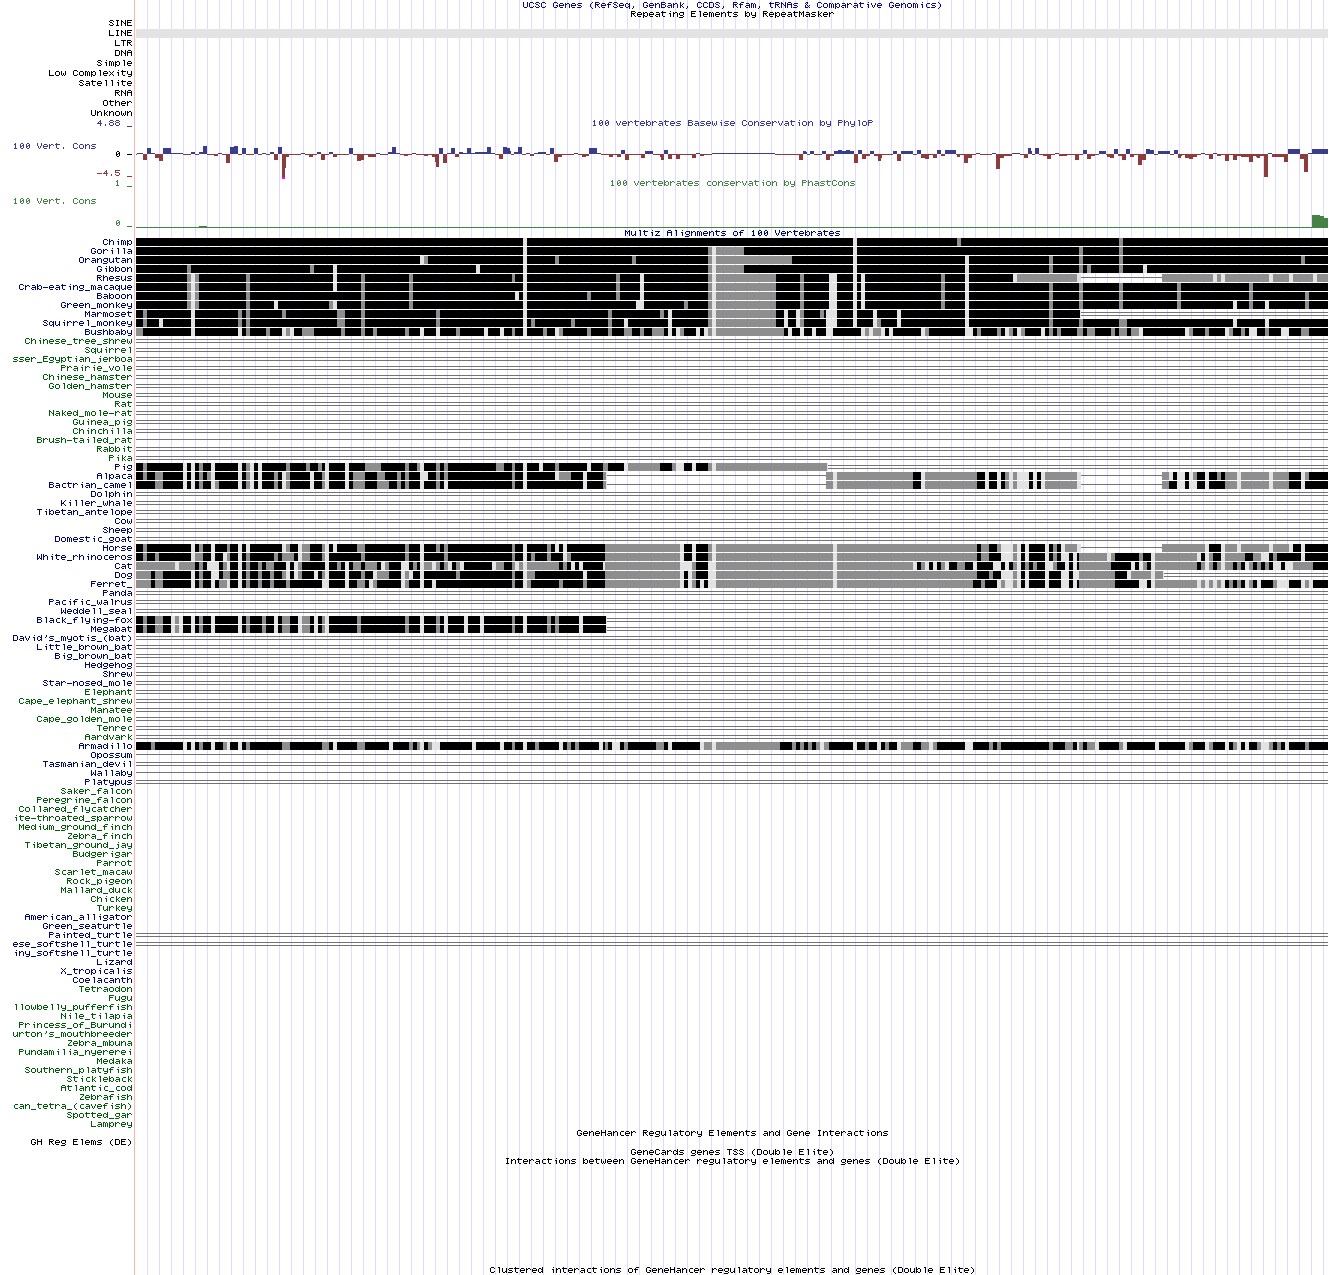 UCSC Genes (RefSeq, GenBank, CCDS, Rfam, tRNAs & Comparative Genomics)
Repeating Elements by RepeatMasker
SINE
LINE
LTR
DNA
Simple
Low Complexity
Satellite
RNA
Other
Unknown
100 vertebrates Basewise Conservation by PhyloP
4.88 _
100 Vert. Cons
0 _
-4.5 _
100 vertebrates conservation by PhastCons
1 _
100 Vert. Cons
0 _
Multiz Alignments of 100 Vertebrates
Chimp
Gorilla
Orangutan
Gibbon
Rhesus
Crab-eating_macaque
Baboon
Green_monkey
Marmoset
Squirrel_monkey
Bushbaby
Chinese_tree_shrew
Squirrel
sser_Egyptian_jerboa
Prairie_vole
Chinese_hamster
Golden_hamster
Mouse
Rat
Naked_mole-rat
Guinea_pig
Chinchilla
Brush-tailed_rat
Rabbit
Pika
Pig
Alpaca
Bactrian_camel
Dolphin
Killer_whale
Tibetan_antelope
Cow
Sheep
Domestic_goat
Horse
White_rhinoceros
Cat
Dog
Ferret_
Panda
Pacific_walrus
Weddell_seal
Black_flying-fox
Megabat
David's_myotis_(bat)
Little_brown_bat
Big_brown_bat
Hedgehog
Shrew
Star-nosed_mole
Elephant
Cape_elephant_shrew
Manatee
Cape_golden_mole
Tenrec
Aardvark
Armadillo
Opossum
Tasmanian_devil
Wallaby
Platypus
Saker_falcon
Peregrine_falcon
Collared_flycatcher
ite-throated_sparrow
Medium_ground_finch
Zebra_finch
Tibetan_ground_jay
Budgerigar
Parrot
Scarlet_macaw
Rock_pigeon
Mallard_duck
Chicken
Turkey
American_alligator
Green_seaturtle
Painted_turtle
ese_softshell_turtle
iny_softshell_turtle
Lizard
X_tropicalis
Coelacanth
Tetraodon
Fugu
llowbelly_pufferfish
Nile_tilapia
Princess_of_Burundi
urton's_mouthbreeder
Zebra_mbuna
Pundamilia_nyererei
Medaka
Southern_platyfish
Stickleback
Atlantic_cod
Zebrafish
can_tetra_(cavefish)
Spotted_gar
Lamprey
GeneHancer Regulatory Elements and Gene Interactions
GH Reg Elems (DE)
GeneCards genes TSS (Double Elite)
Interactions between GeneHancer regulatory elements and genes (Double Elite)
Clustered interactions of GeneHancer regulatory elements and genes (Double Elite)